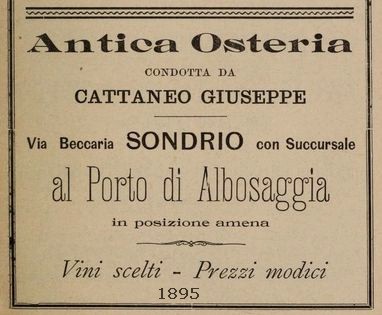 Antica Osteria
CONDOTTA DA
CATTANEO GIUSEPPE
Via Beccaria SONDRIO con Succursale
al Porto di Albosaggia
in posizione amena
Vini scelti - Prezzi modici
1895